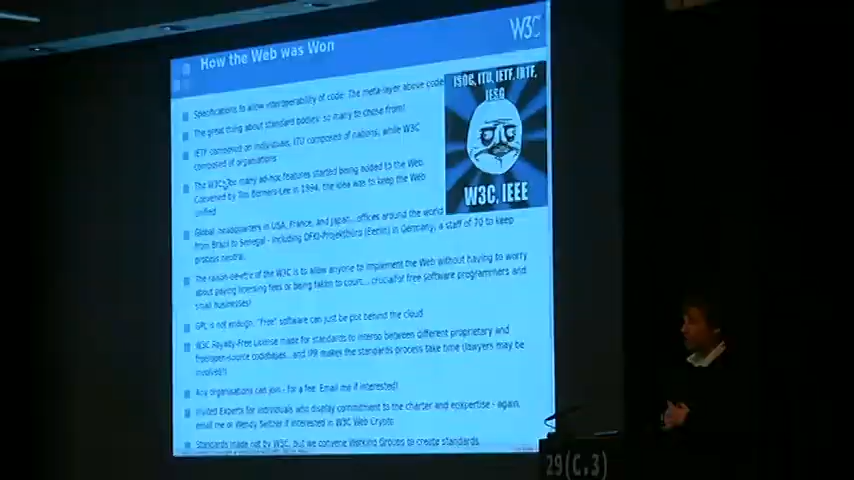 How the Web was Won
W3C
Specifications to allow interoperability of code: The meta-layer above code
The great thing about standard bodies: so many to chose from!
IETF composed on individuals, ITU composed of nations, while W3C
composed of organisations
The W3C: too many ad-hoc features started being added to the Web.
Convened by Tim Berners-Lee in 1994, the idea was to keep the Web
unified
Global headquarters in USA, France, and Japan... offices around the world
from Brazil to Senegal - including DFKI-Projektbüro (Berlin) in Germany, a staff of 70 to keep
process neutral.
The raison-de-etre of the W3C is to allow anyone to implement the Web without having to worry
about paying licensing fees or being taken to court... crucial for free software programmers and
small businesses!
GPL is not enough, "Free" software can just be put behind the cloud
W3C Royalty-Free License made for standards to interop between different proprietary and
free/open-source codebases... and IPR makes the standards process take time (lawyers may be
involved!)
Any organisations can join - for a fee. Email me if interested!
Invited Experts for individuals who display commitment to the charter and expertise - again,
email me or Wendy Seltzer if interested in W3C Web Crypto
Standards made not by W3C, but we convene Working Groups to create standards.
ISOC, ITU, IETF, IRTF,
IESG
W3C, IEEE
29(C.3)